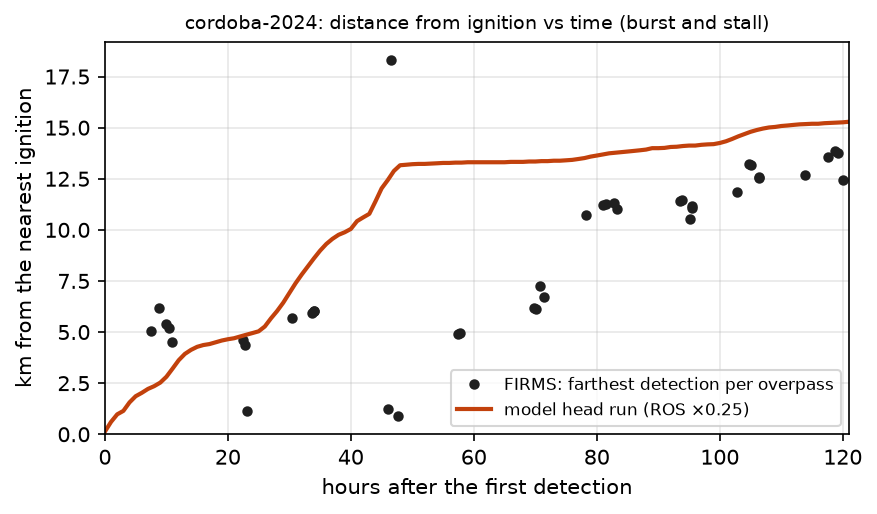 cordoba-2024: distance from ignition vs time (burst and stall)
km from the nearest ignition
17.5
15.0
12.5
10.0
7.5
5.0
2.5
0.0
0 20 40 60 80 100 120
hours after the first detection
FIRMS: farthest detection per overpass
model head run (ROS ×0.25)